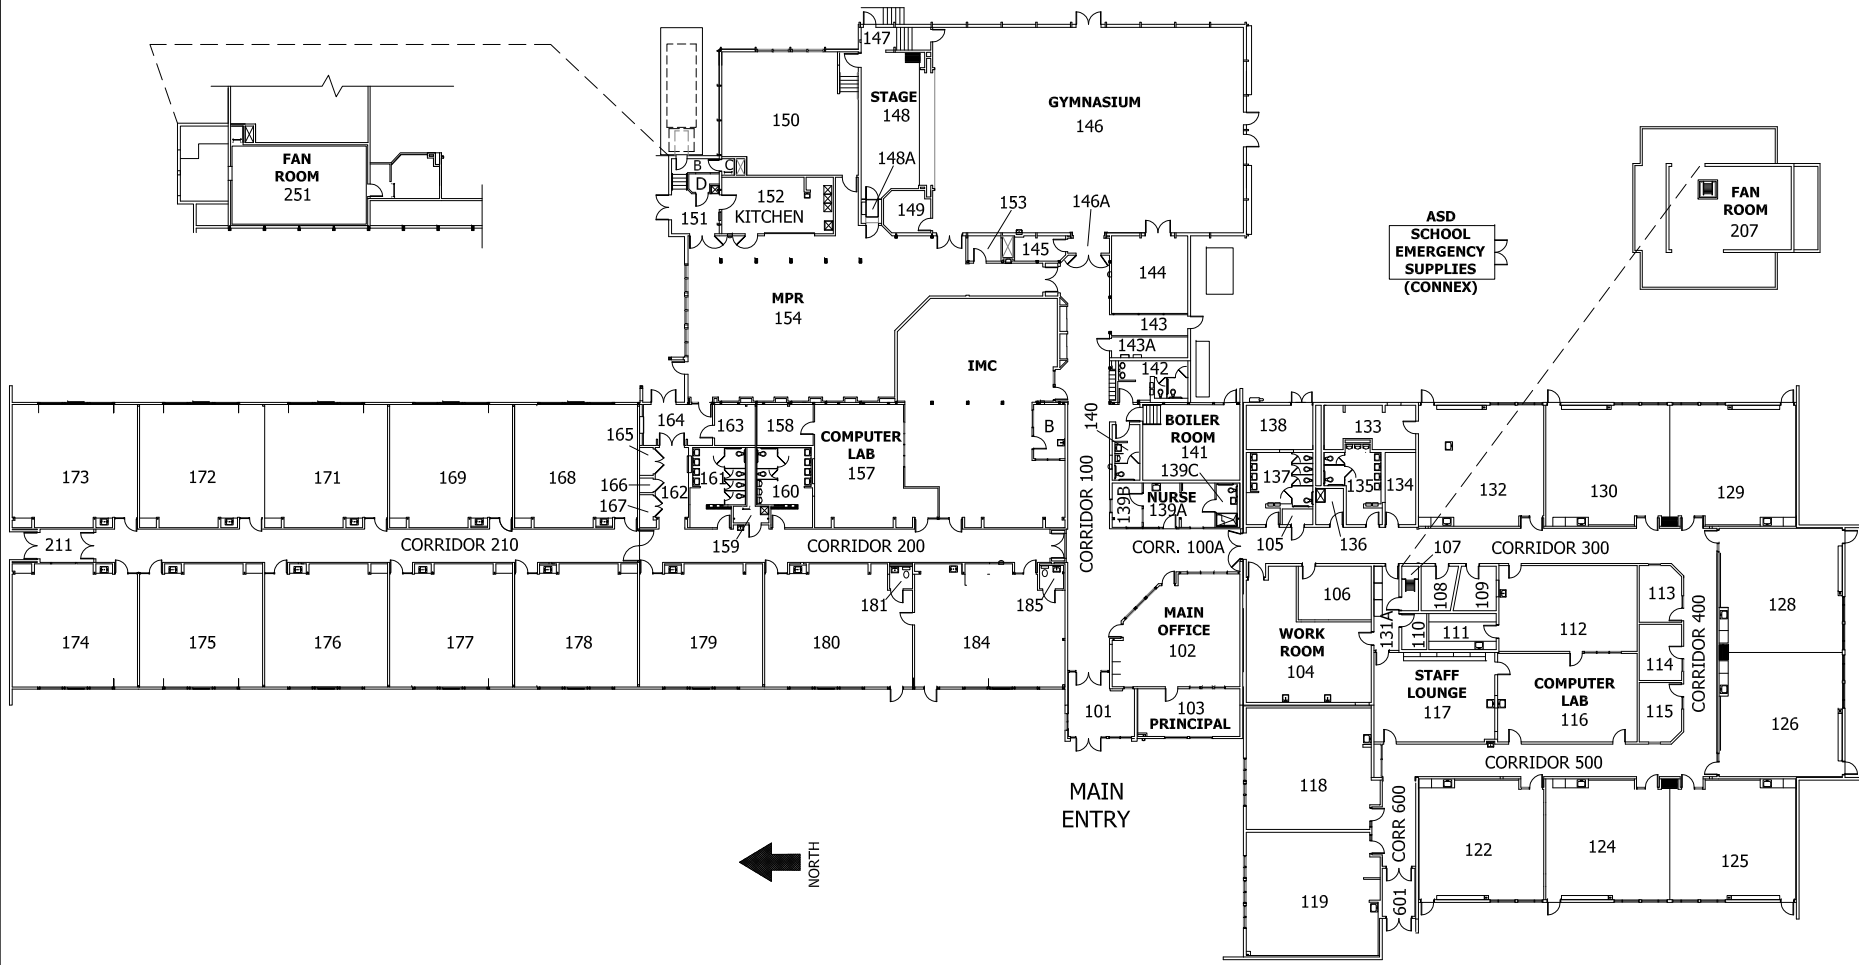 147
STAGE
148
GYMNASIUM
146
150
148A
B
C
D
152
KITCHEN
151
149
153
146A
145
144
FAN
ROOM
251
ASD
SCHOOL
EMERGENCY
SUPPLIES
(CONNEX)
FAN
ROOM
207
MPR
154
IMC
143
143A
142
173
172
171
169
168
165
166
167
164
163
158
162
161
160
159
COMPUTER
LAB
157
B
CORRIDOR 100
140
BOILER
ROOM
141
139C
139B
NURSE
139A
138
137
133
135
134
136
105
132
130
129
211
CORRIDOR 210
CORRIDOR 200
CORR. 100A
107
CORRIDOR 300
174
175
176
177
178
179
180
181
184
185
MAIN
OFFICE
102
101
103
PRINCIPAL
106
WORK
ROOM
104
131A
108
109
110
111
112
113
114
115
CORRIDOR 400
128
126
STAFF
LOUNGE
117
COMPUTER
LAB
116
CORRIDOR 500
118
119
CORR 600
601
122
124
125
MAIN
ENTRY
NORTH